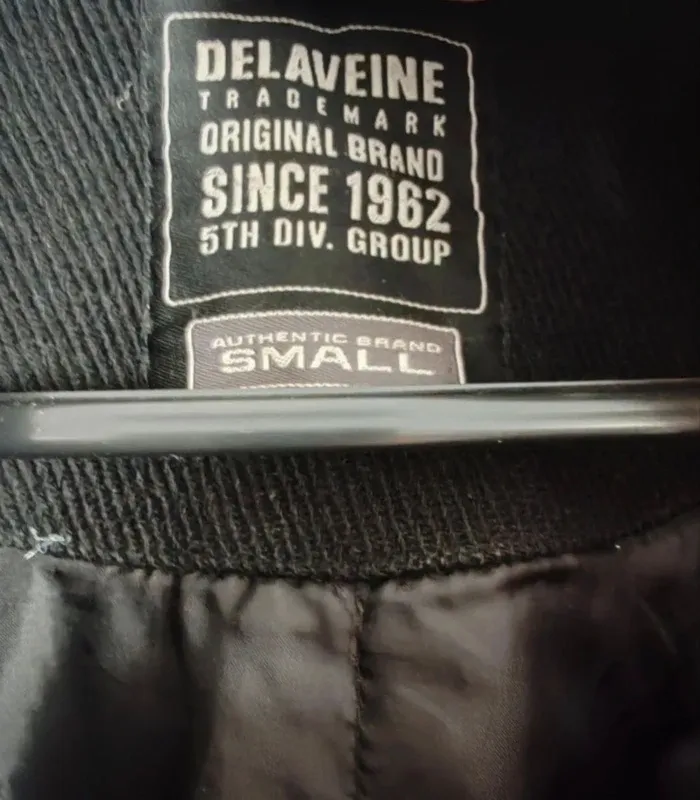 DELAVEINE
TRADEMARK
ORIGINAL BRAND
SINCE 1962
5TH DIV. GROUP
AUTHENTIC BRAND
SMALL